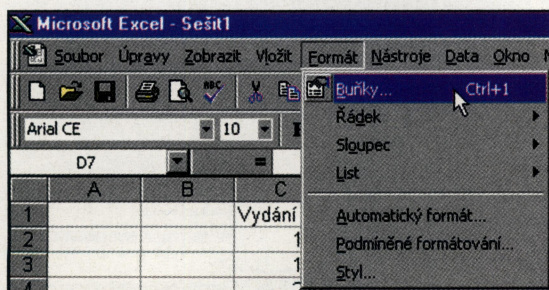 Microsoft Excel - Sešit1
Soubor Úpravy Zobrazit Vložit Formát Nástroje Data Okno
ABC
Arial CE 10
D7 =
A B C
1 Vydání
2 1
3 1
Buňky... Ctrl+1
Řádek
Sloupec
List
Automatický formát...
Podmíněné formátování...
Styl...